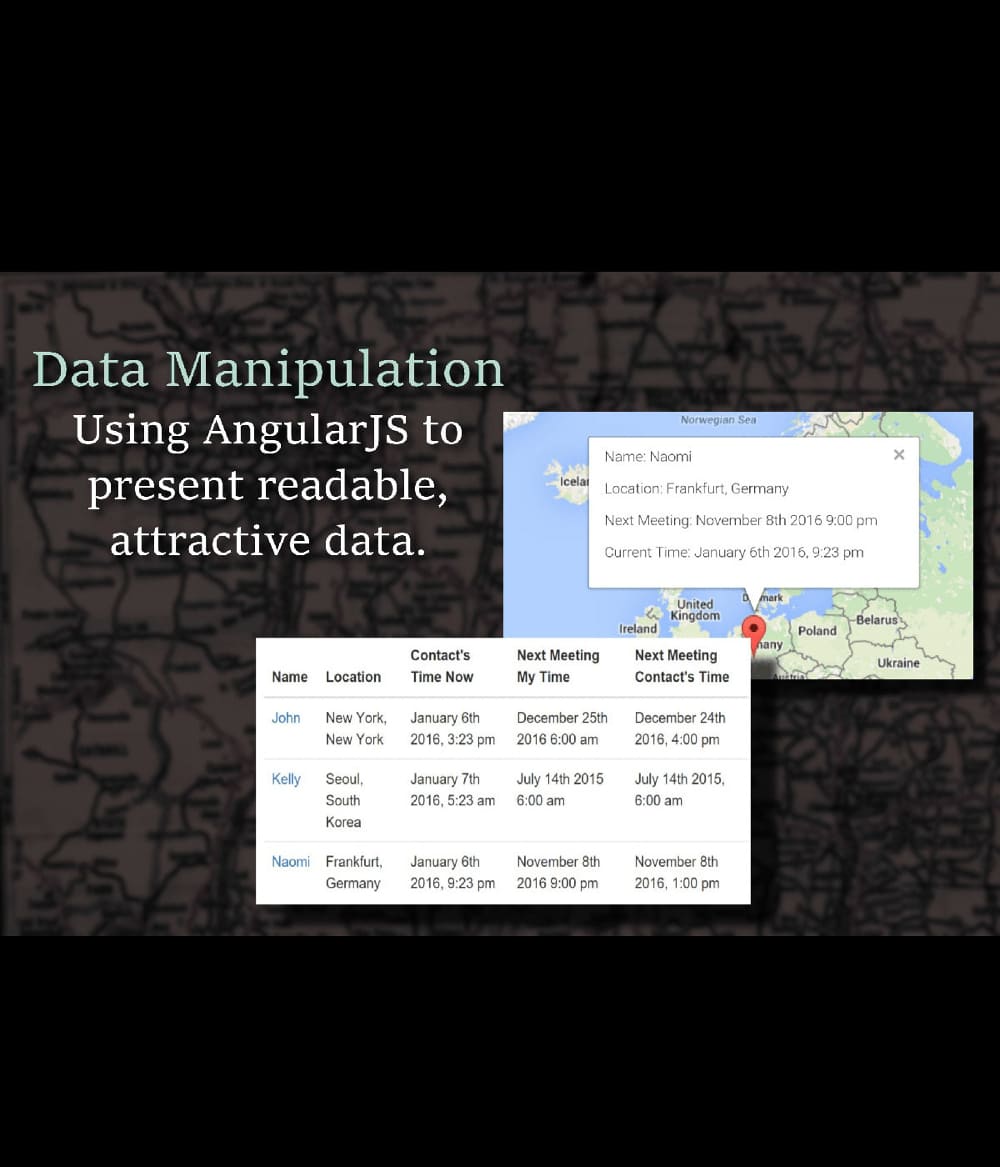 Data Manipulation
Using AngularJS to
present readable,
attractive data.
Norwegian Sea
Name: Naomi
Location: Frankfurt, Germany
Next Meeting: November 8th 2016 9:00 pm
Current Time: January 6th 2016, 9:23 pm
United
Kingdom
Ireland
Poland
Belarus
Ukraine
Name Location Contact's Time Now Next Meeting My Time Next Meeting Contact's Time
John New York, January 6th December 25th December 24th
New York 2016, 3:23 pm 2016 6:00 am 2016, 4:00 pm
Kelly Seoul, January 7th July 14th 2015 July 14th 2015,
South 2016, 5:23 am 6:00 am 6:00 am
Korea
Naomi Frankfurt, January 6th November 8th November 8th
Germany 2016, 9:23 pm 2016 9:00 pm 2016, 1:00 pm